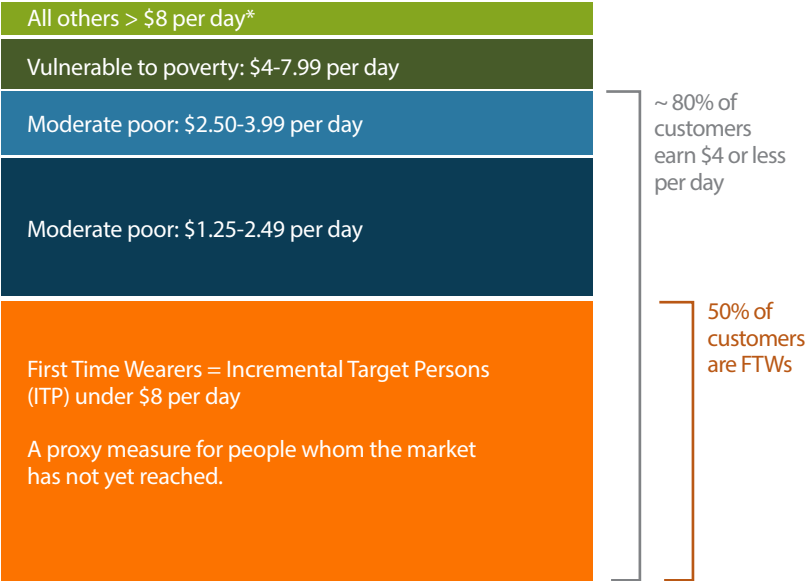 All others > $8 per day*
Vulnerable to poverty: $4-7.99 per day
Moderate poor: $2.50-3.99 per day
~ 80% of
customers
earn $4 or less
per day
Moderate poor: $1.25-2.49 per day
50% of
customers
are FTWs
First Time Wearers = Incremental Target Persons
(ITP) under $8 per day
A proxy measure for people whom the market
has not yet reached.